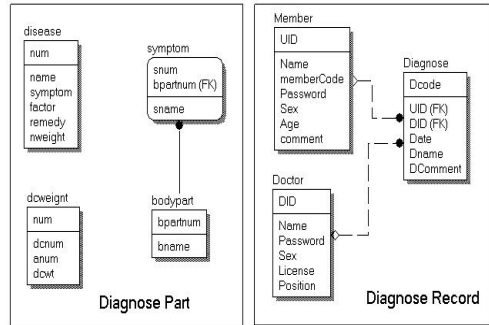 disease
num
name
symptom
factor
remedy
nweight
symptom
snum
bpartnum (FK)
sname
dcweignt
num
dcnum
anum
dcwt
bodypart
bpartnum
bname
Diagnose Part
Member
UID
Name
memberCode
Password
Sex
Age
comment
Diagnose
Dcode
UID (FK)
DID (FK)
Date
Dname
DComment
Doctor
DID
Name
Password
Sex
License
Position
Diagnose Record